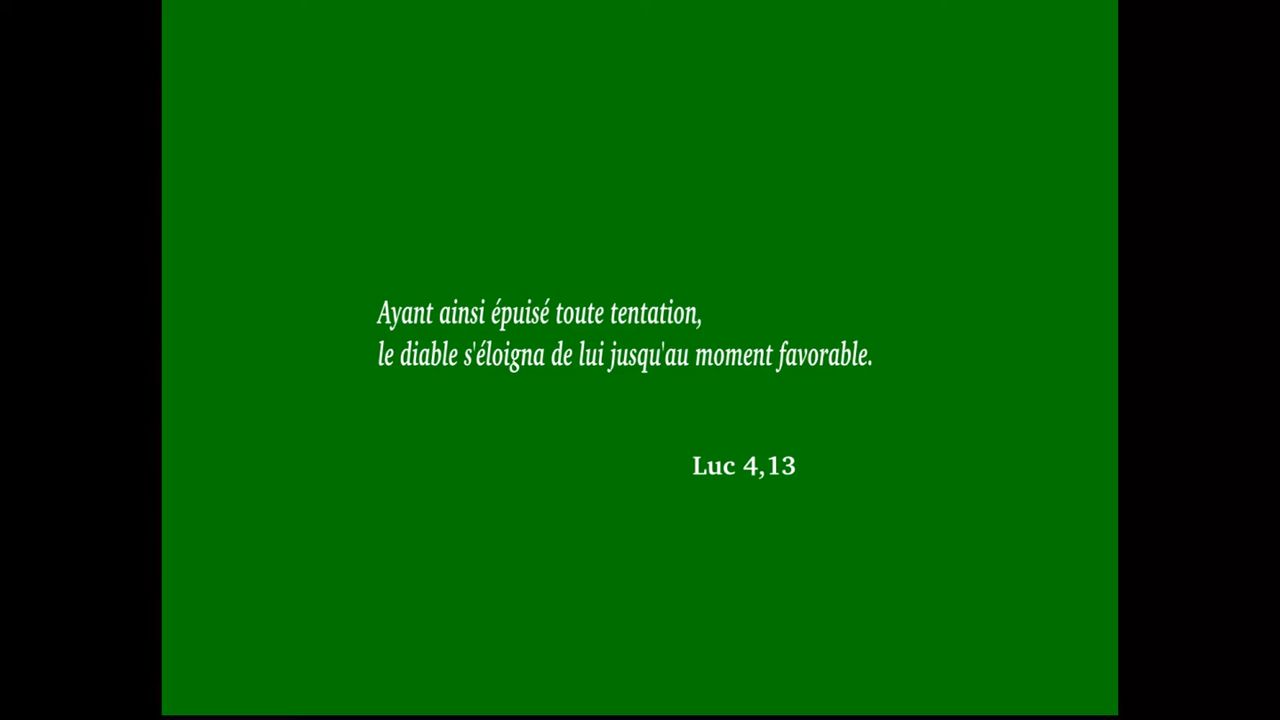 Ayant ainsi épuisé toute tentation,
le diable s'éloigna de lui jusqu'au moment favorable.
Luc 4,13